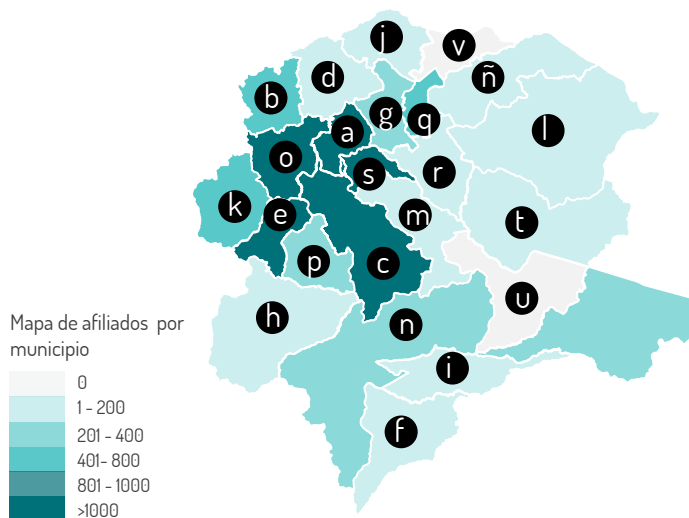 j
v
d
ñ
b
g
q
a
l
o
s
r
k
e
m
t
p
c
u
h
n
i
f
Mapa de afiliados por
municipio
0
1 - 200
201 - 400
401- 800
801 - 1000
>1000